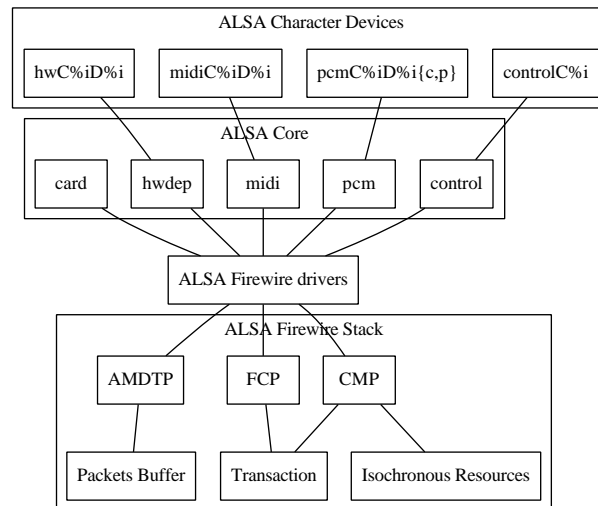 ALSA Character Devices
hwC%iD%i midiC%iD%i pcmC%iD%i{c,p} controlC%i
ALSA Core
card hwdep midi pcm control
ALSA Firewire drivers
ALSA Firewire Stack
AMDTP FCP CMP
Packets Buffer Transaction Isochronous Resources